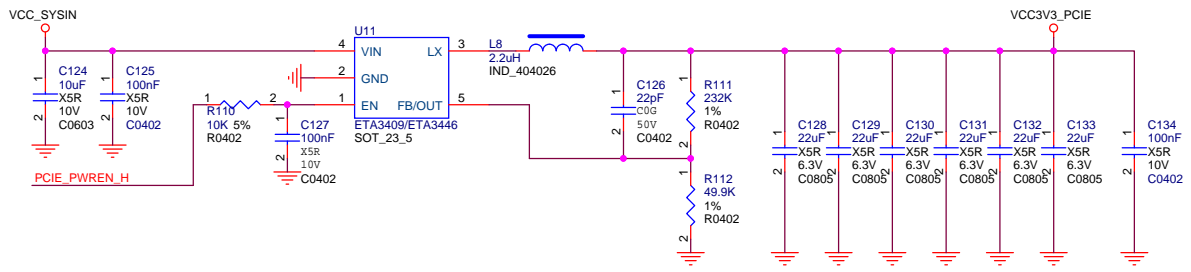 VCC_SYSIN
VCC3V3_PCIE
U11
4 VIN LX 3
2 GND
1 EN FB/OUT 5
ETA3409/ETA3446
SOT_23_5
L8
2.2uH
IND_404026
1
2
C124
10uF
X5R
10V
C0603
1
2
C125
100nF
X5R
10V
C0402
1 2
R110
10K 5%
R0402
1
2
C127
100nF
X5R
10V
C0402
PCIE_PWREN_H
1
2
C126
22pF
C0G
50V
C0402
1
2
R111
232K
1%
R0402
1
2
R112
49.9K
1%
R0402
1
2
C128
22uF
X5R
6.3V
C0805
1
2
C129
22uF
X5R
6.3V
C0805
1
2
C130
22uF
X5R
6.3V
C0805
1
2
C131
22uF
X5R
6.3V
C0805
1
2
C132
22uF
X5R
6.3V
C0805
1
2
C133
22uF
X5R
6.3V
C0805
1
2
C134
100nF
X5R
10V
C0402